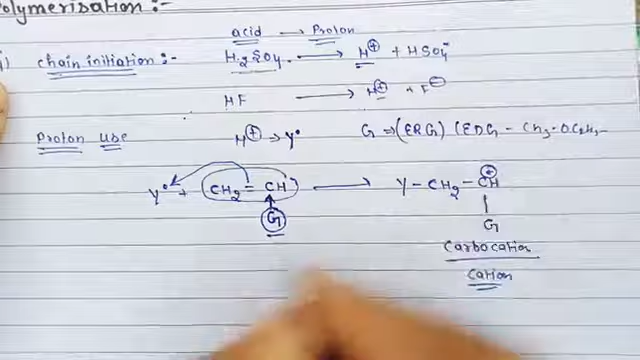 Polymerisation :-
i) chain initiation :- acid → Proton
H₂SO₄ → H⊕ + HSO₄⁻
HF → H⊕ + F⊖
Proton use H⊕ → Y• G ⇒ (ERG) (EDG - CH₃-OC₂H₅-
Y• + (CH₂ = CH) → Y - CH₂ - CH⊕
G G
Carbocation
Cation